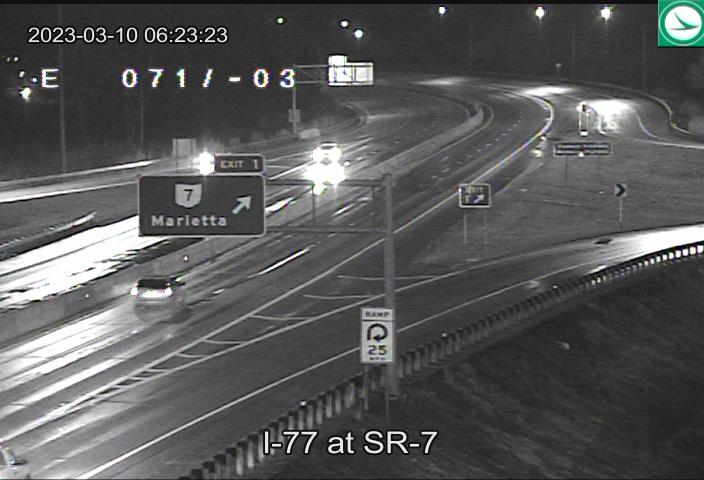 2023-03-10 06:23:23
E 071/-03
EXIT 1
7
Marietta
EXIT
1
RAMP
25
MPH
I-77 at SR-7